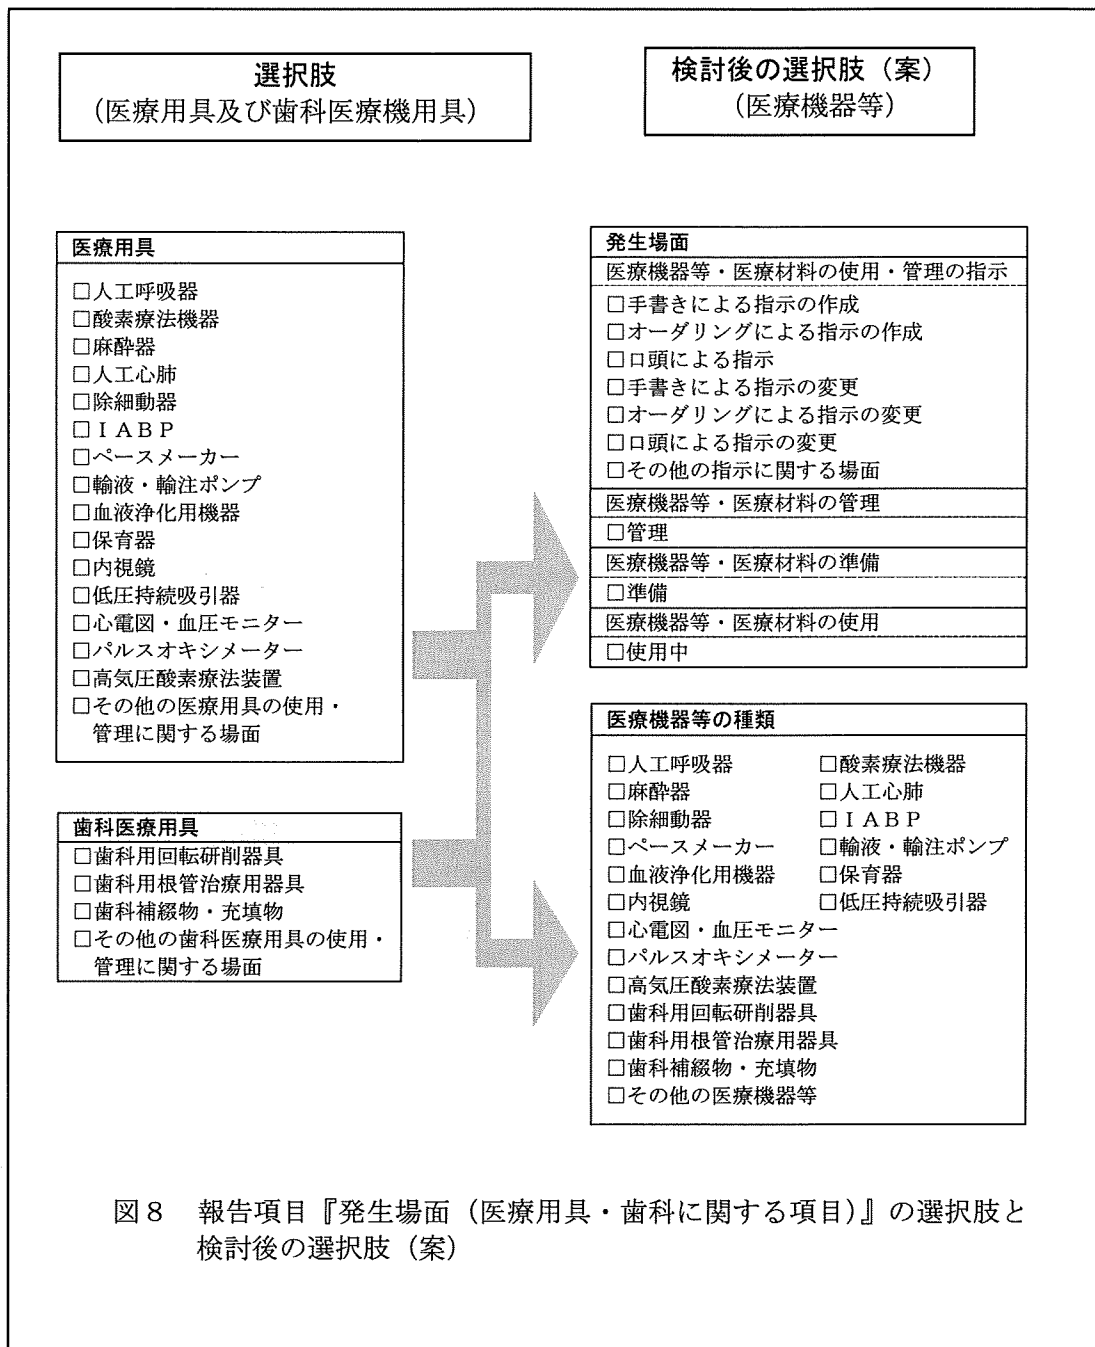 選択肢
（医療用具及び歯科医療機用具）
検討後の選択肢（案）
（医療機器等）
医療用具
□人工呼吸器
□酸素療法機器
□麻酔器
□人工心肺
□除細動器
□ＩＡＢＰ
□ペースメーカー
□輸液・輸注ポンプ
□血液浄化用機器
□保育器
□内視鏡
□低圧持続吸引器
□心電図・血圧モニター
□パルスオキシメーター
□高気圧酸素療法装置
□その他の医療用具の使用・
管理に関する場面
歯科医療用具
□歯科用回転研削器具
□歯科用根管治療用器具
□歯科補綴物・充填物
□その他の歯科医療用具の使用・
管理に関する場面
発生場面
医療機器等・医療材料の使用・管理の指示
□手書きによる指示の作成
□オーダリングによる指示の作成
□口頭による指示
□手書きによる指示の変更
□オーダリングによる指示の変更
□口頭による指示の変更
□その他の指示に関する場面
医療機器等・医療材料の管理
□管理
医療機器等・医療材料の準備
□準備
医療機器等・医療材料の使用
□使用中
医療機器等の種類
□人工呼吸器 □酸素療法機器
□麻酔器 □人工心肺
□除細動器 □ＩＡＢＰ
□ペースメーカー □輸液・輸注ポンプ
□血液浄化用機器 □保育器
□内視鏡 □低圧持続吸引器
□心電図・血圧モニター
□パルスオキシメーター
□高気圧酸素療法装置
□歯科用回転研削器具
□歯科用根管治療用器具
□歯科補綴物・充填物
□その他の医療機器等
図８ 報告項目『発生場面（医療用具・歯科に関する項目）』の選択肢と
検討後の選択肢（案）